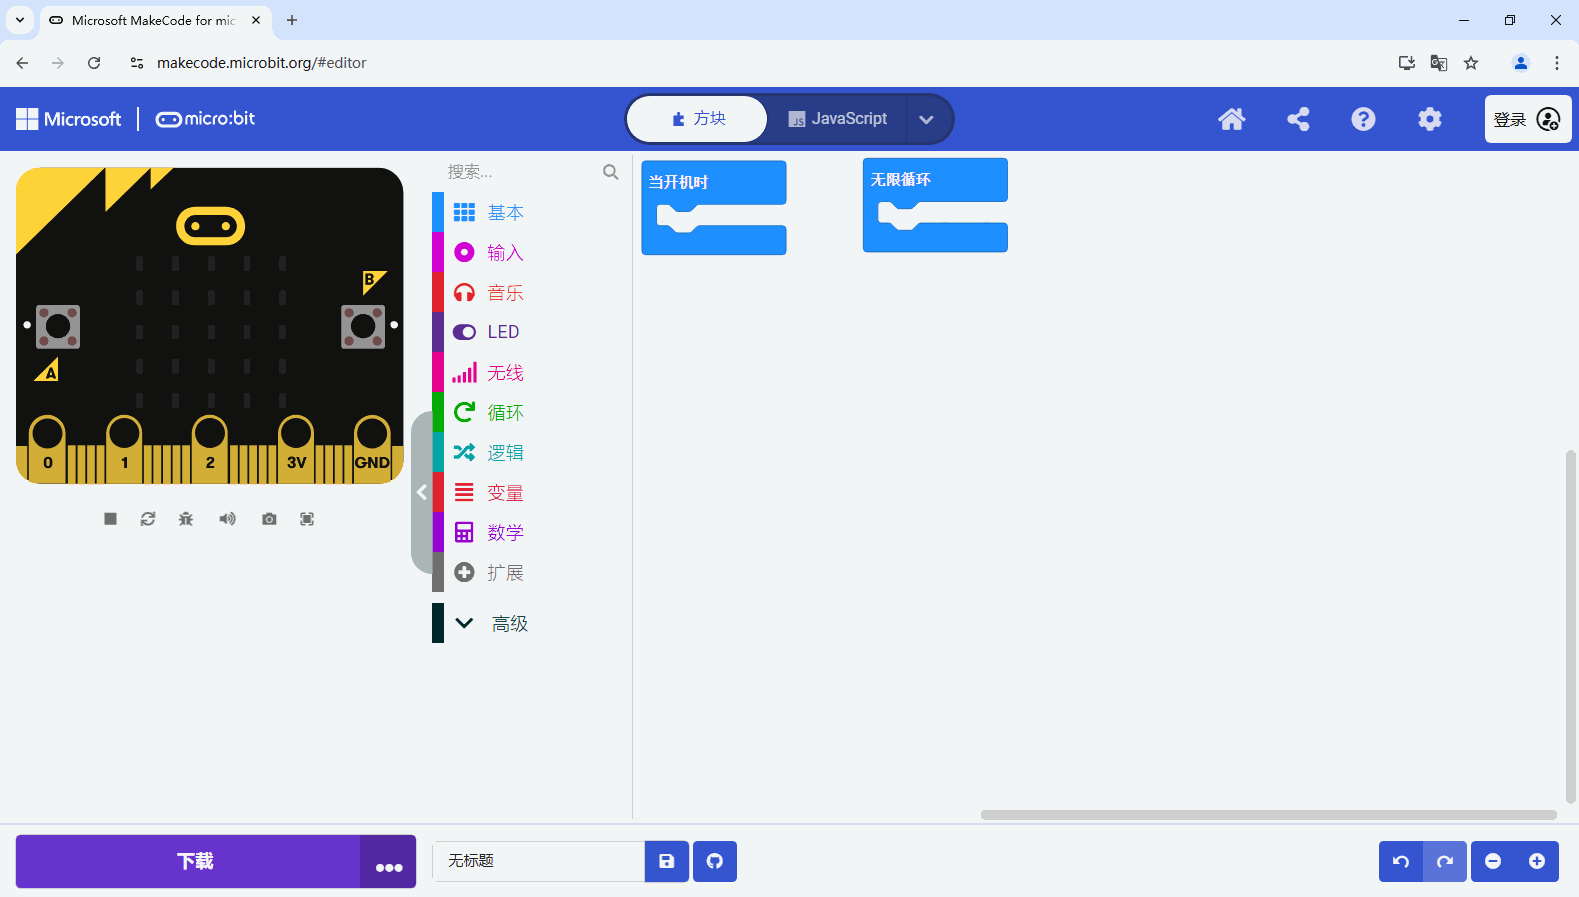 Microsoft MakeCode for mic
makecode.microbit.org/#editor
Microsoft
micro:bit
方块
JS
JavaScript
登录
搜索...
基本
输入
音乐
LED
无线
循环
逻辑
变量
数学
扩展
高级
当开机时
无限循环
B
A
0 1 2 3V GND
下载
无标题